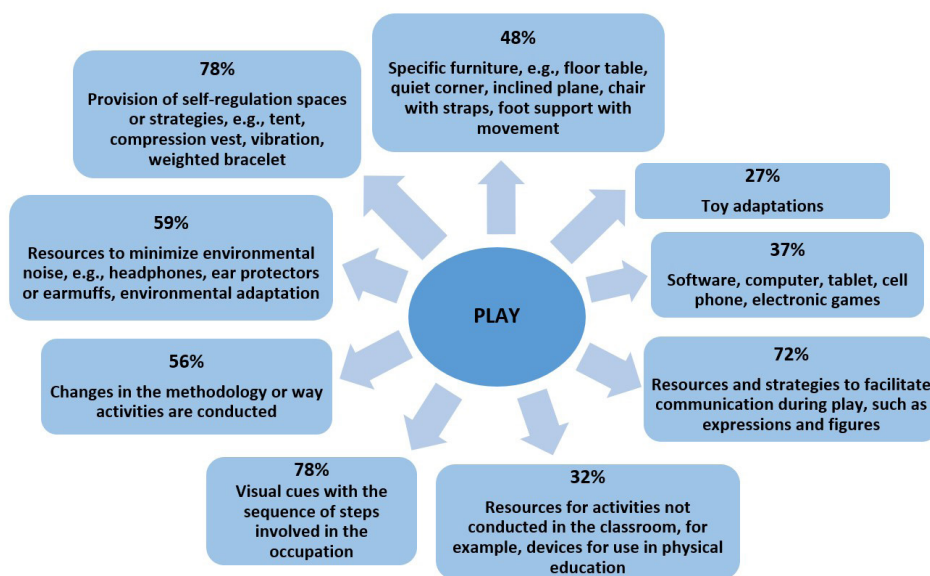 48%
Specific furniture, e.g., floor table,
quiet corner, inclined plane, chair
with straps, foot support with
movement
78%
Provision of self-regulation spaces
or strategies, e.g., tent,
compression vest, vibration,
weighted bracelet
27%
Toy adaptations
59%
Resources to minimize environmental
noise, e.g., headphones, ear protectors
or earmuffs, environmental adaptation
37%
Software, computer, tablet, cell
phone, electronic games
PLAY
56%
Changes in the methodology or way
activities are conducted
72%
Resources and strategies to facilitate
communication during play, such as
expressions and figures
78%
Visual cues with the
sequence of steps
involved in the
occupation
32%
Resources for activities not
conducted in the classroom, for
example, devices for use in physical
education